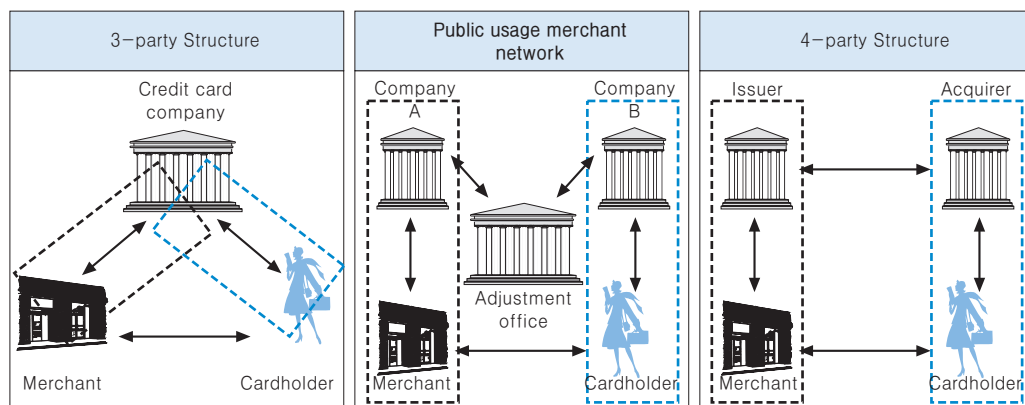 3-party Structure
Credit card
company
Merchant
Cardholder
Public usage merchant
network
Company
A
Company
B
Adjustment
office
Merchant
Cardholder
4-party Structure
Issuer
Acquirer
Merchant
Cardholder